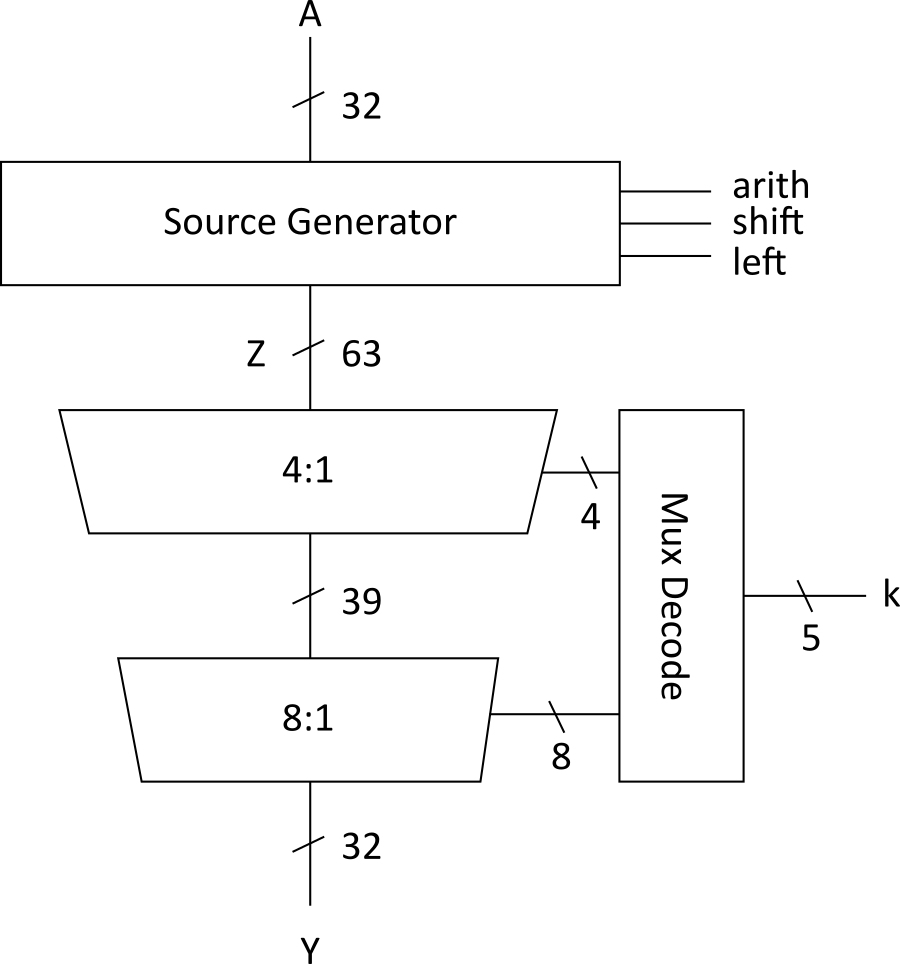 A
32
Source Generator
arith
shift
left
Z
63
4:1
4
Mux Decode
39
k
5
8:1
8
32
Y